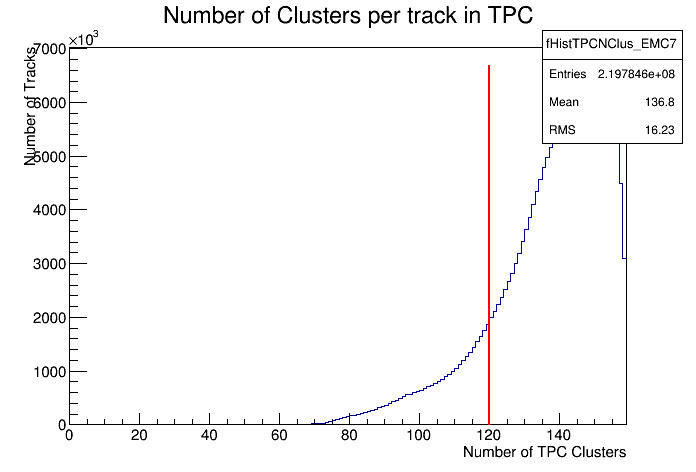 Number of Clusters per track in TPC
×10³
fHistTPCNClus_EMC7
Entries 2.197846e+08
Mean 136.8
RMS 16.23
Number of Tracks
7000
6000
5000
4000
3000
2000
1000
0
0 20 40 60 80 100 120 140
Number of TPC Clusters